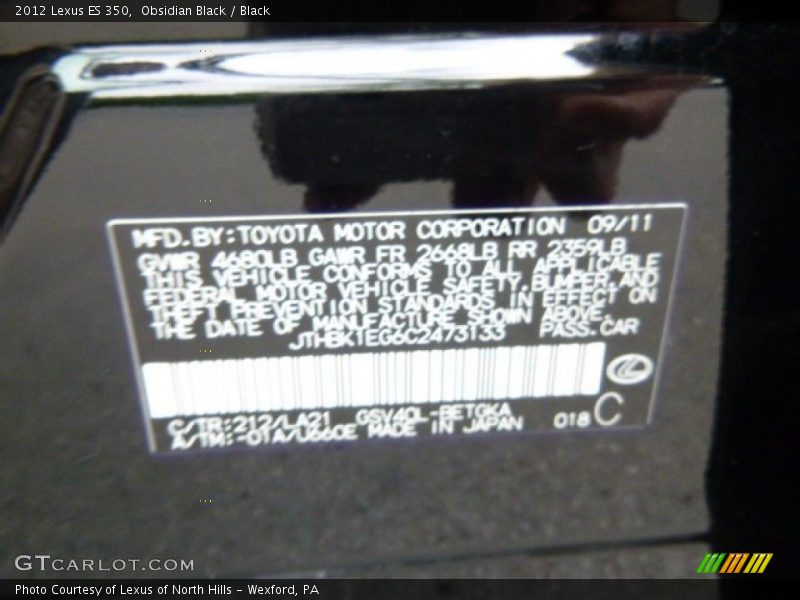 2012 Lexus ES 350, Obsidian Black / Black
MFD.BY:TOYOTA MOTOR CORPORATION 09/11
GVWR 4680LB GAWR FR 2668LB RR 2359LB
THIS VEHICLE CONFORMS TO ALL APPLICABLE
FEDERAL MOTOR VEHICLE SAFETY,BUMPER,AND
THEFT PREVENTION STANDARDS IN EFFECT ON
THE DATE OF MANUFACTURE SHOWN ABOVE.
JTHBK1EG6C2473133 PASS.CAR
C/TR:212/LA21 GSV40L-BETGKA
A/TM:-01A/U660E MADE IN JAPAN 018 C
GTCARLOT.COM
Photo Courtesy of Lexus of North Hills - Wexford, PA